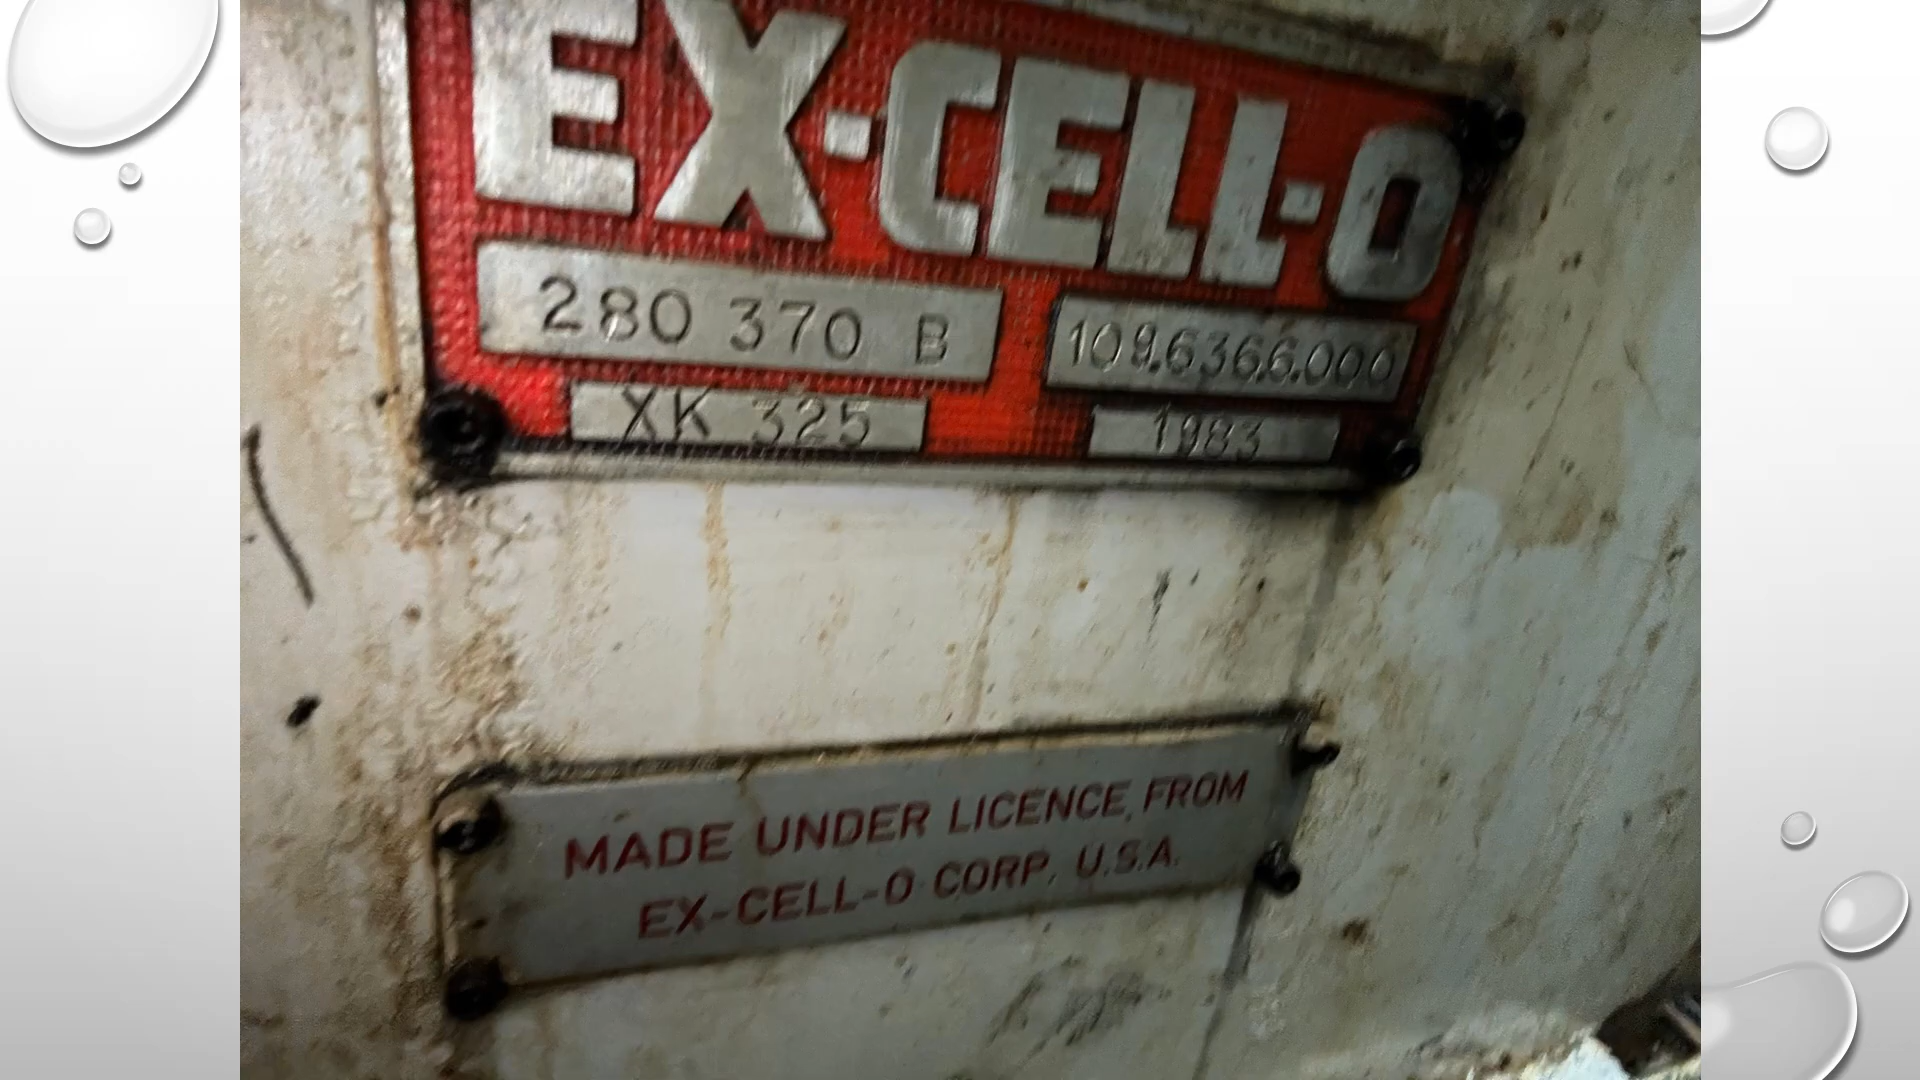 EX-CELL-O
280 370 B
109.6366.000
XK 325
1983
MADE UNDER LICENCE FROM
EX-CELL-O CORP. U.S.A.